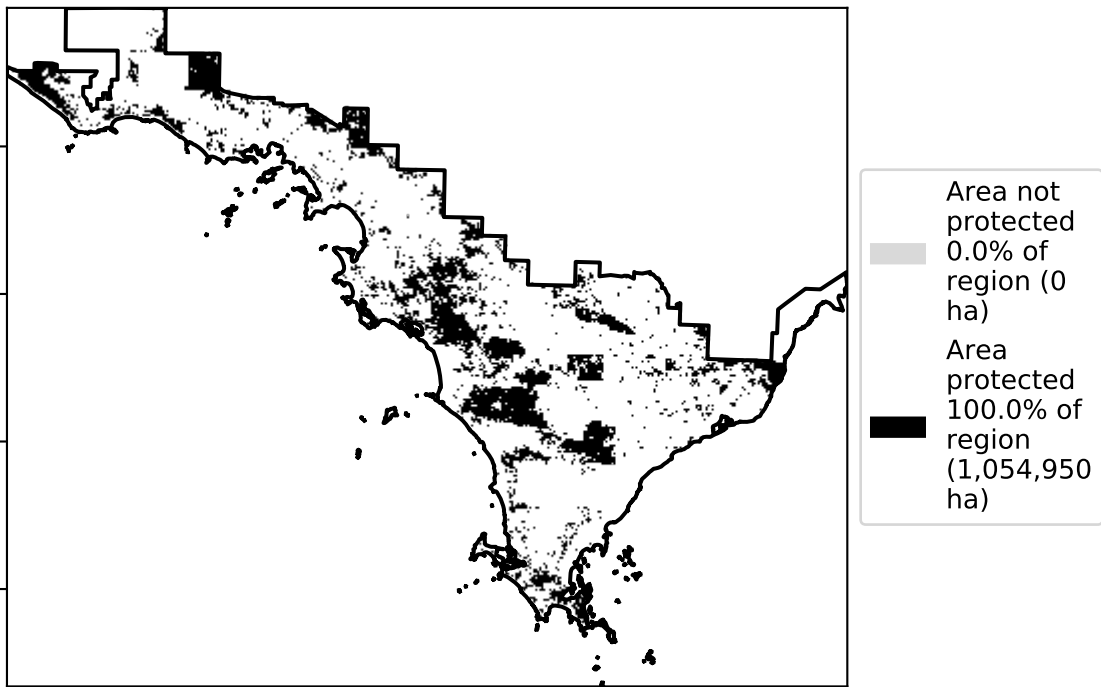 Area not
protected
0.0% of
region (0
ha)
Area
protected
100.0% of
region
(1,054,950
ha)